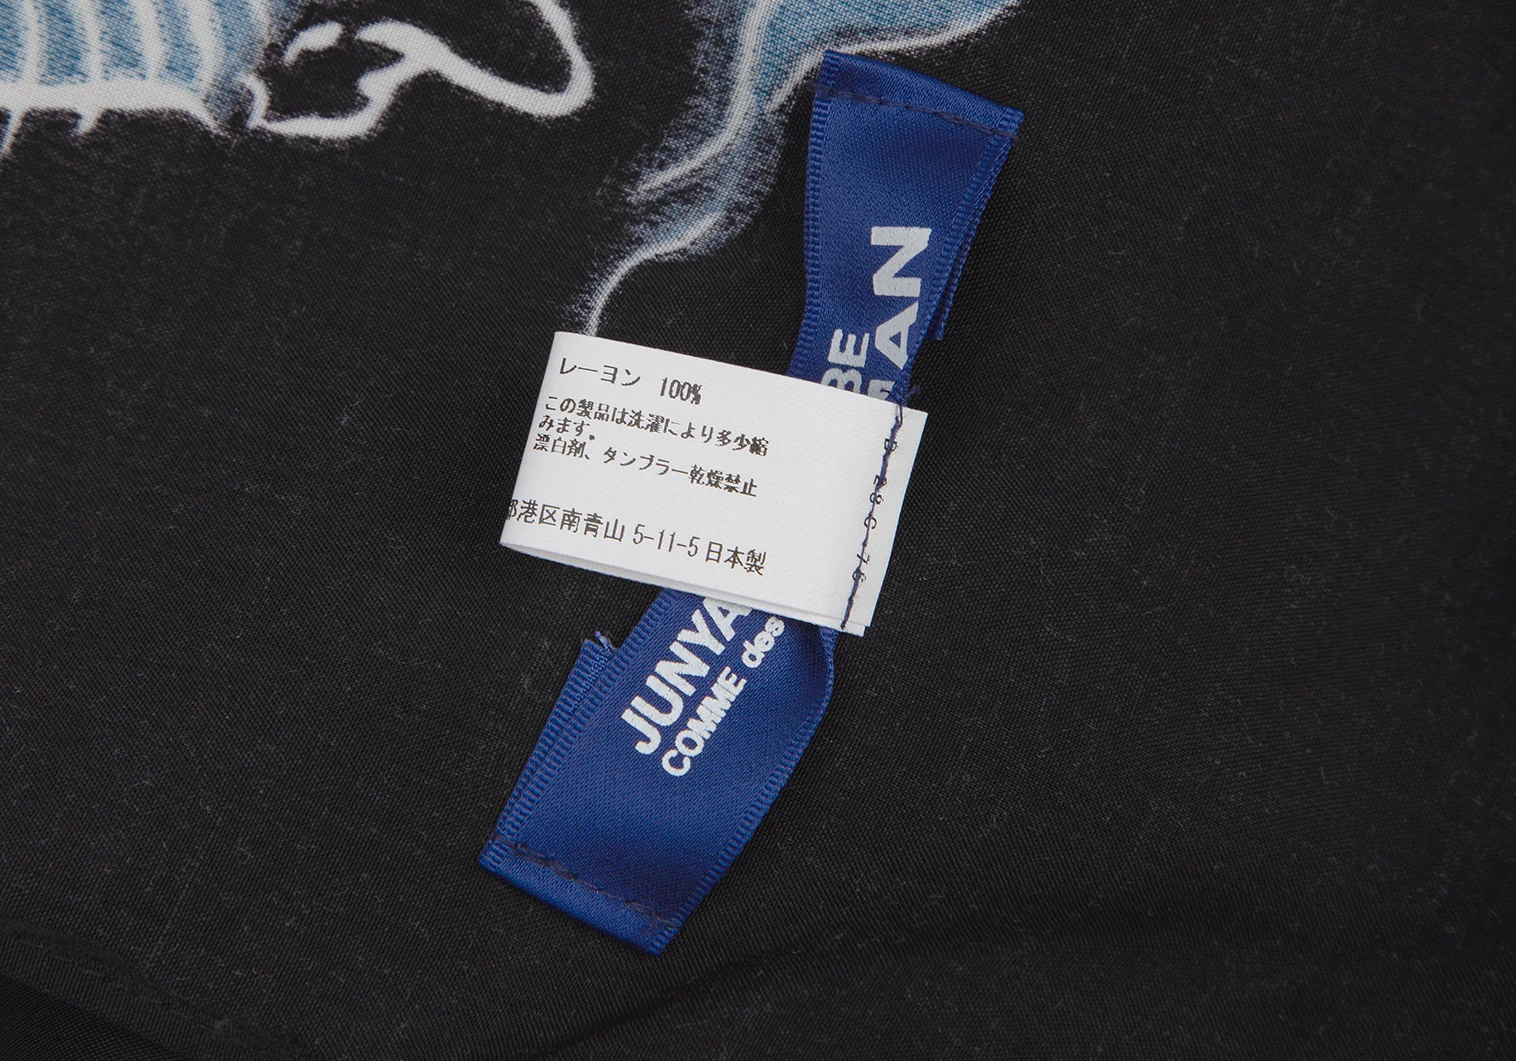 BE
AN
レーヨン 100%
この製品は洗濯により多少縮
みます。
漂白剤、タンブラー乾燥禁止
都港区南青山 5-11-5 日本製
JUNYA
COMME des